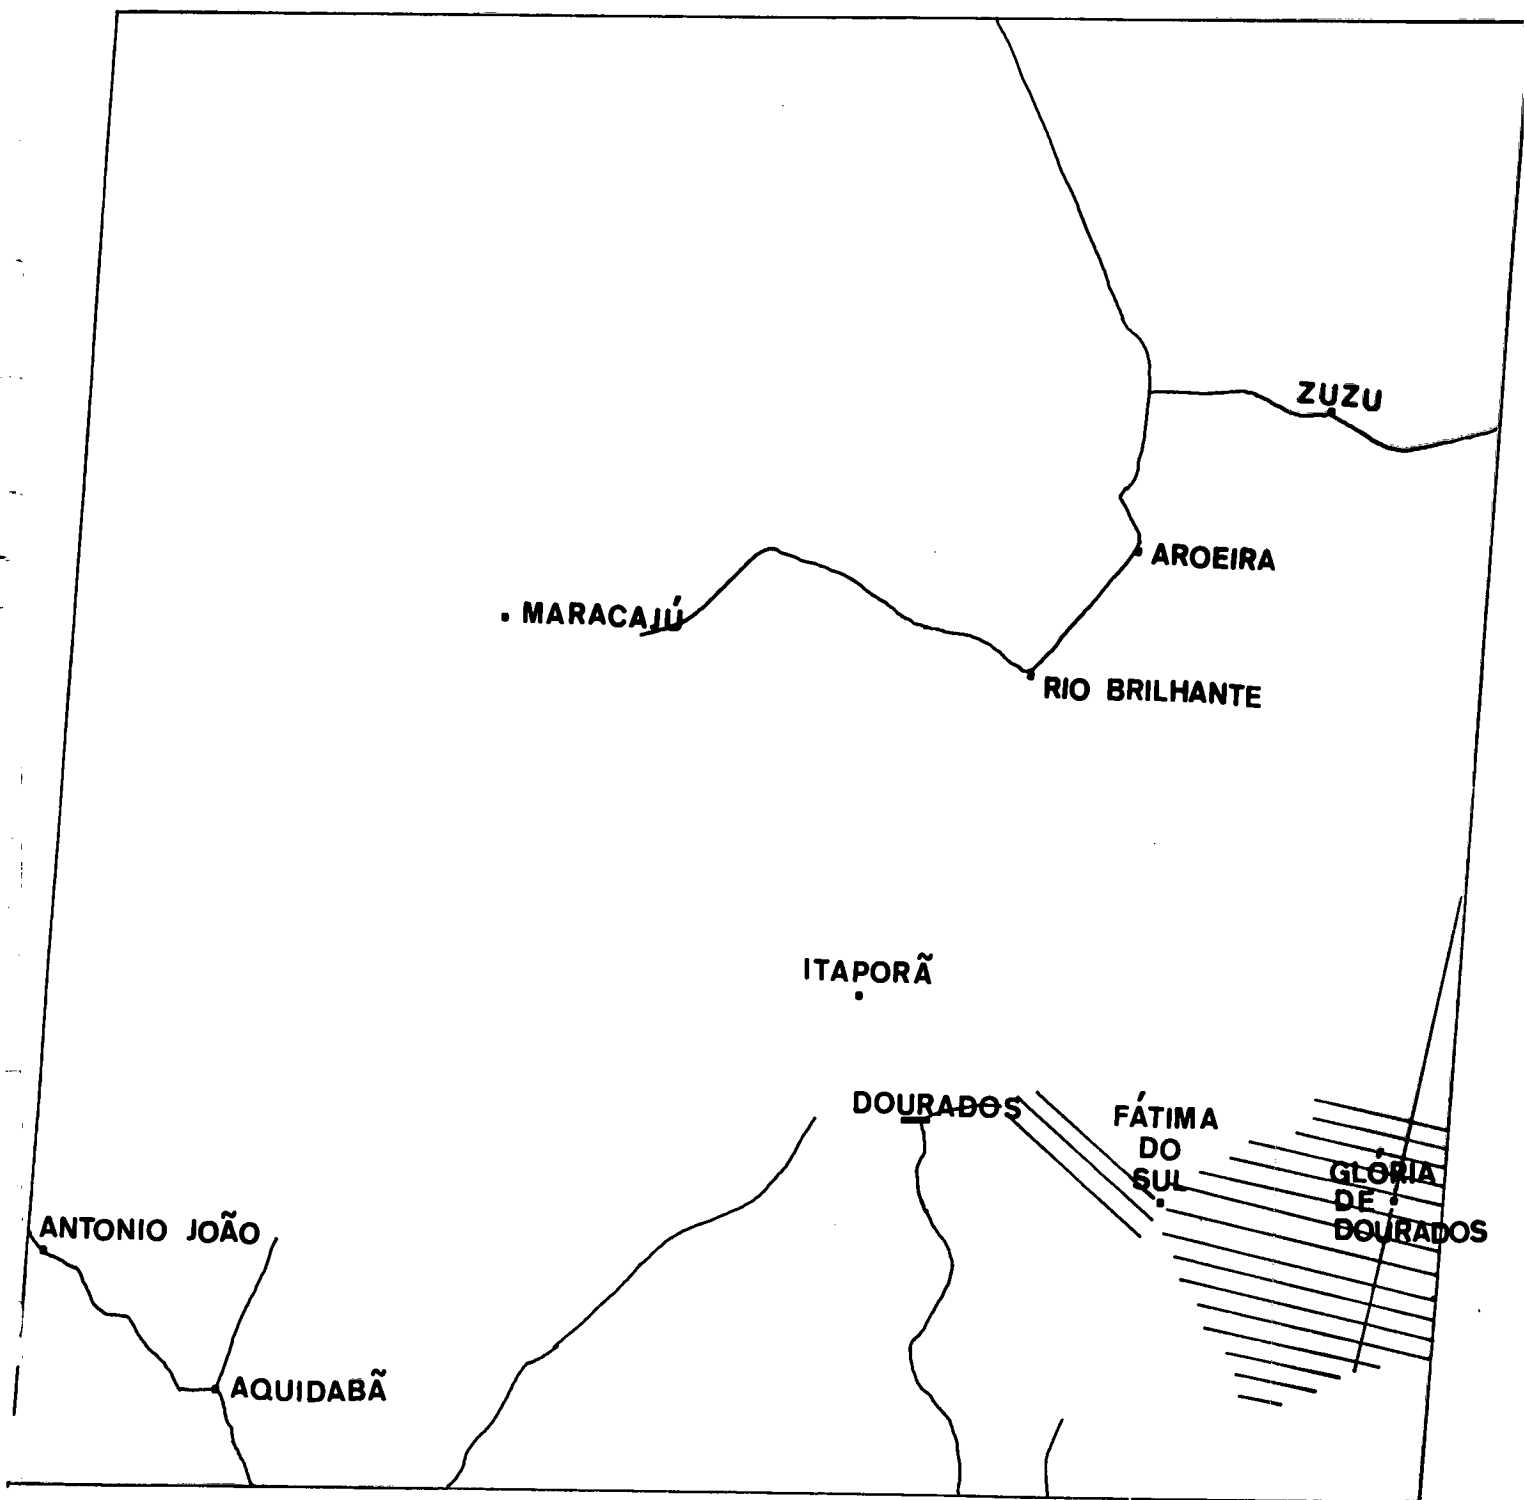 ZUZU
AROEIRA
MARACAJÚ
RIO BRILHANTE
ITAPORÃ
DOURADOS
FÁTIMA
DO
SUL
GLÓRIA
DE
DOURADOS
ANTONIO JOÃO
AQUIDABÃ